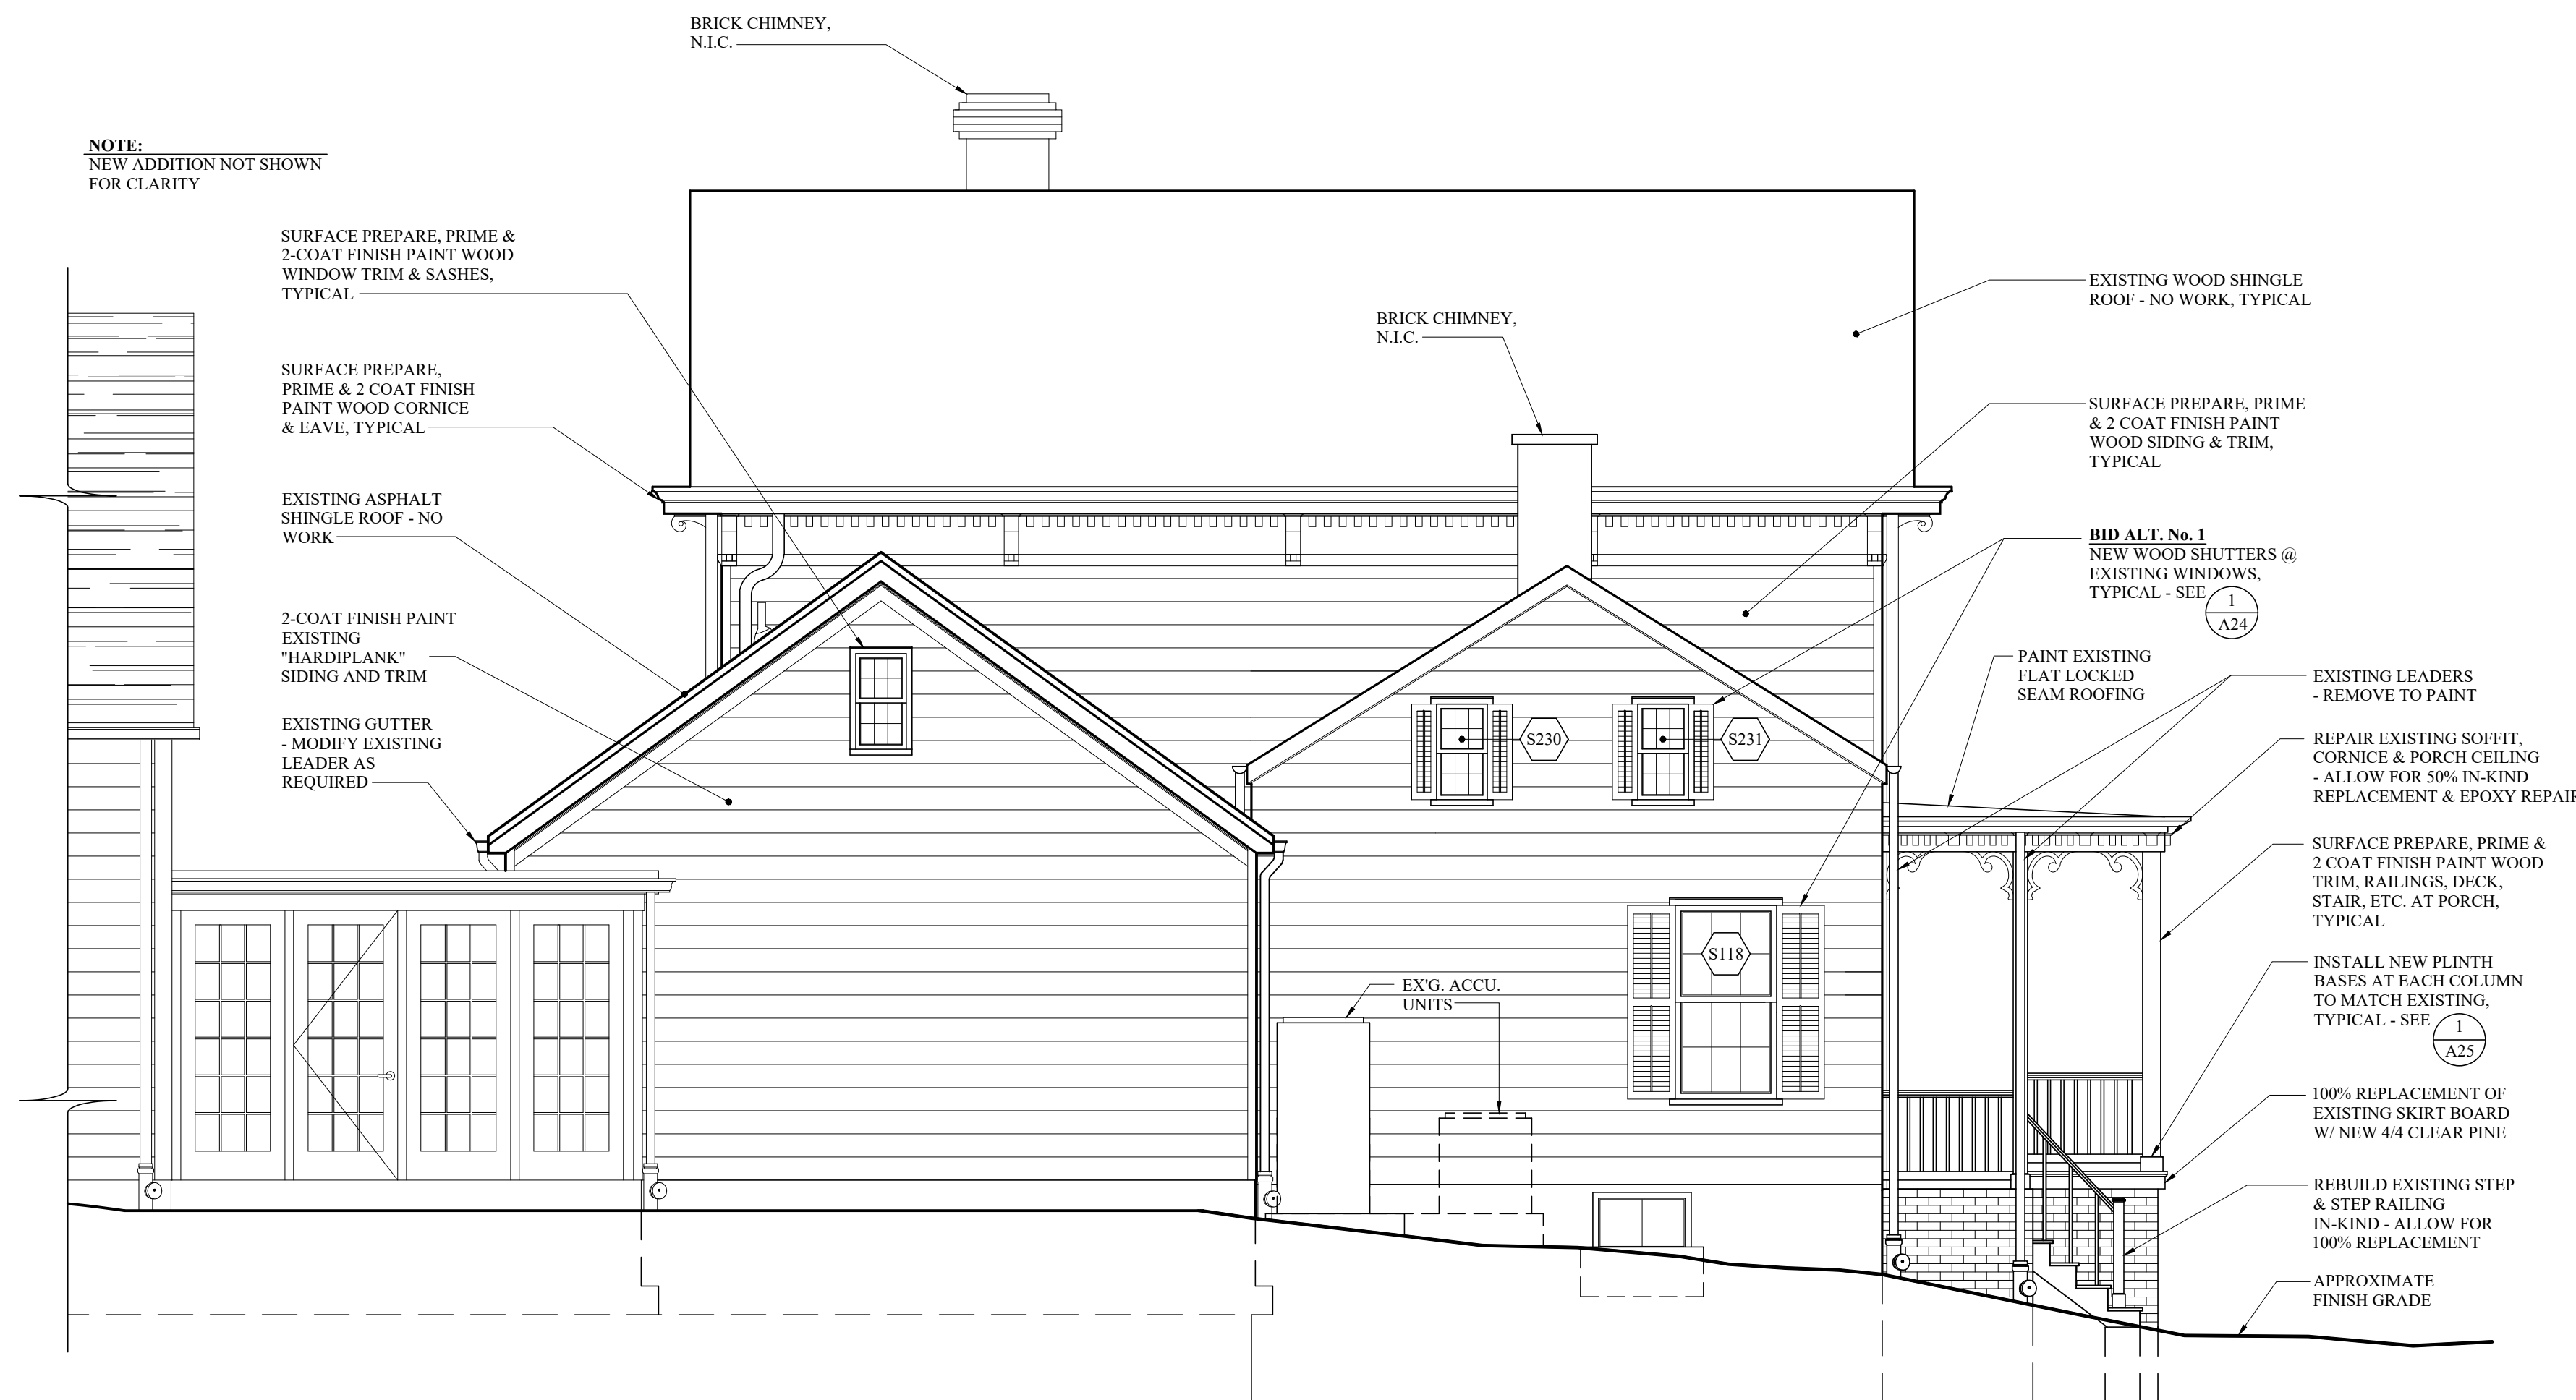 BRICK CHIMNEY,
N.I.C.
NOTE:
NEW ADDITION NOT SHOWN
FOR CLARITY
SURFACE PREPARE, PRIME &
2-COAT FINISH PAINT WOOD
WINDOW TRIM & SASHES,
TYPICAL
SURFACE PREPARE,
PRIME & 2 COAT FINISH
PAINT WOOD CORNICE
& EAVE, TYPICAL
EXISTING ASPHALT
SHINGLE ROOF - NO
WORK
2-COAT FINISH PAINT
EXISTING
"HARDIPLANK"
SIDING AND TRIM
EXISTING GUTTER
- MODIFY EXISTING
LEADER AS
REQUIRED
BRICK CHIMNEY,
N.I.C.
S230
S231
S118
EX'G. ACCU.
UNITS
EXISTING WOOD SHINGLE
ROOF - NO WORK, TYPICAL
SURFACE PREPARE, PRIME
& 2 COAT FINISH PAINT
WOOD SIDING & TRIM,
TYPICAL
BID ALT. No. 1
NEW WOOD SHUTTERS @
EXISTING WINDOWS,
TYPICAL - SEE
1
A24
PAINT EXISTING
FLAT LOCKED
SEAM ROOFING
EXISTING LEADERS
- REMOVE TO PAINT
REPAIR EXISTING SOFFIT,
CORNICE & PORCH CEILING
- ALLOW FOR 50% IN-KIND
REPLACEMENT & EPOXY REPAIR
SURFACE PREPARE, PRIME &
2 COAT FINISH PAINT WOOD
TRIM, RAILINGS, DECK,
STAIR, ETC. AT PORCH,
TYPICAL
INSTALL NEW PLINTH
BASES AT EACH COLUMN
TO MATCH EXISTING,
TYPICAL - SEE
1
A25
100% REPLACEMENT OF
EXISTING SKIRT BOARD
W/ NEW 4/4 CLEAR PINE
REBUILD EXISTING STEP
& STEP RAILING
IN-KIND - ALLOW FOR
100% REPLACEMENT
APPROXIMATE
FINISH GRADE